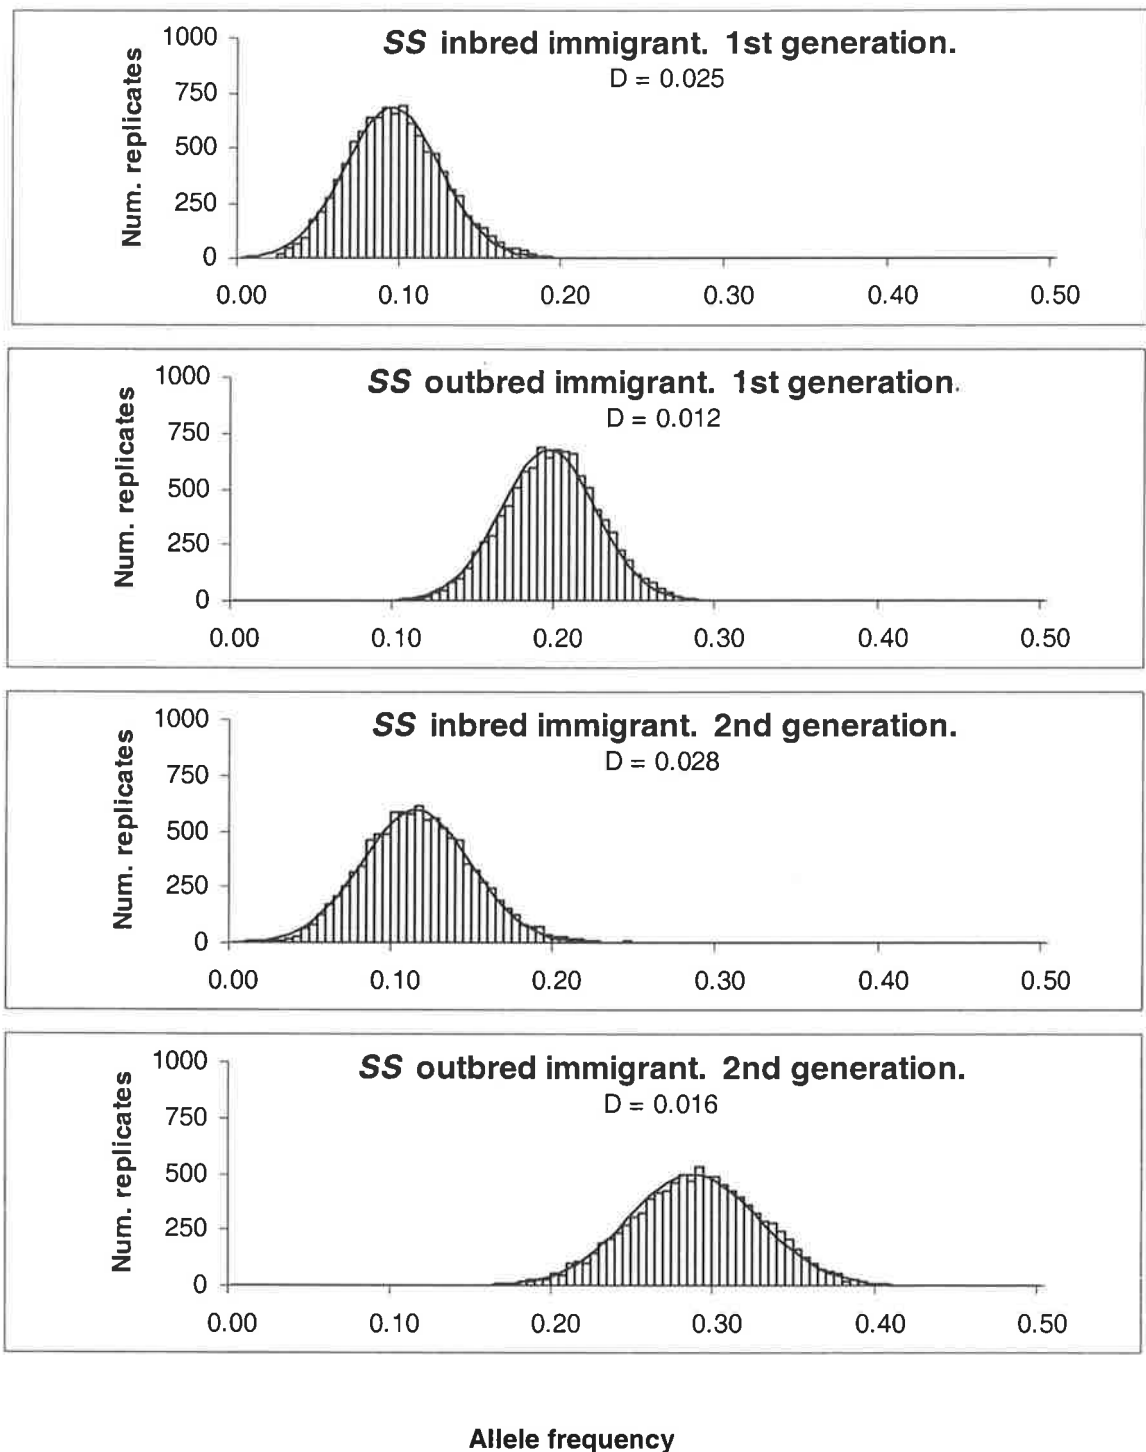 SS inbred immigrant. 1st generation.
D = 0.025
Num. replicates
1000
750
500
250
0
0.00 0.10 0.20 0.30 0.40 0.50
SS outbred immigrant. 1st generation.
D = 0.012
Num. replicates
1000
750
500
250
0
0.00 0.10 0.20 0.30 0.40 0.50
SS inbred immigrant. 2nd generation.
D = 0.028
Num. replicates
1000
750
500
250
0
0.00 0.10 0.20 0.30 0.40 0.50
SS outbred immigrant. 2nd generation.
D = 0.016
Num. replicates
1000
750
500
250
0
0.00 0.10 0.20 0.30 0.40 0.50
Allele frequency